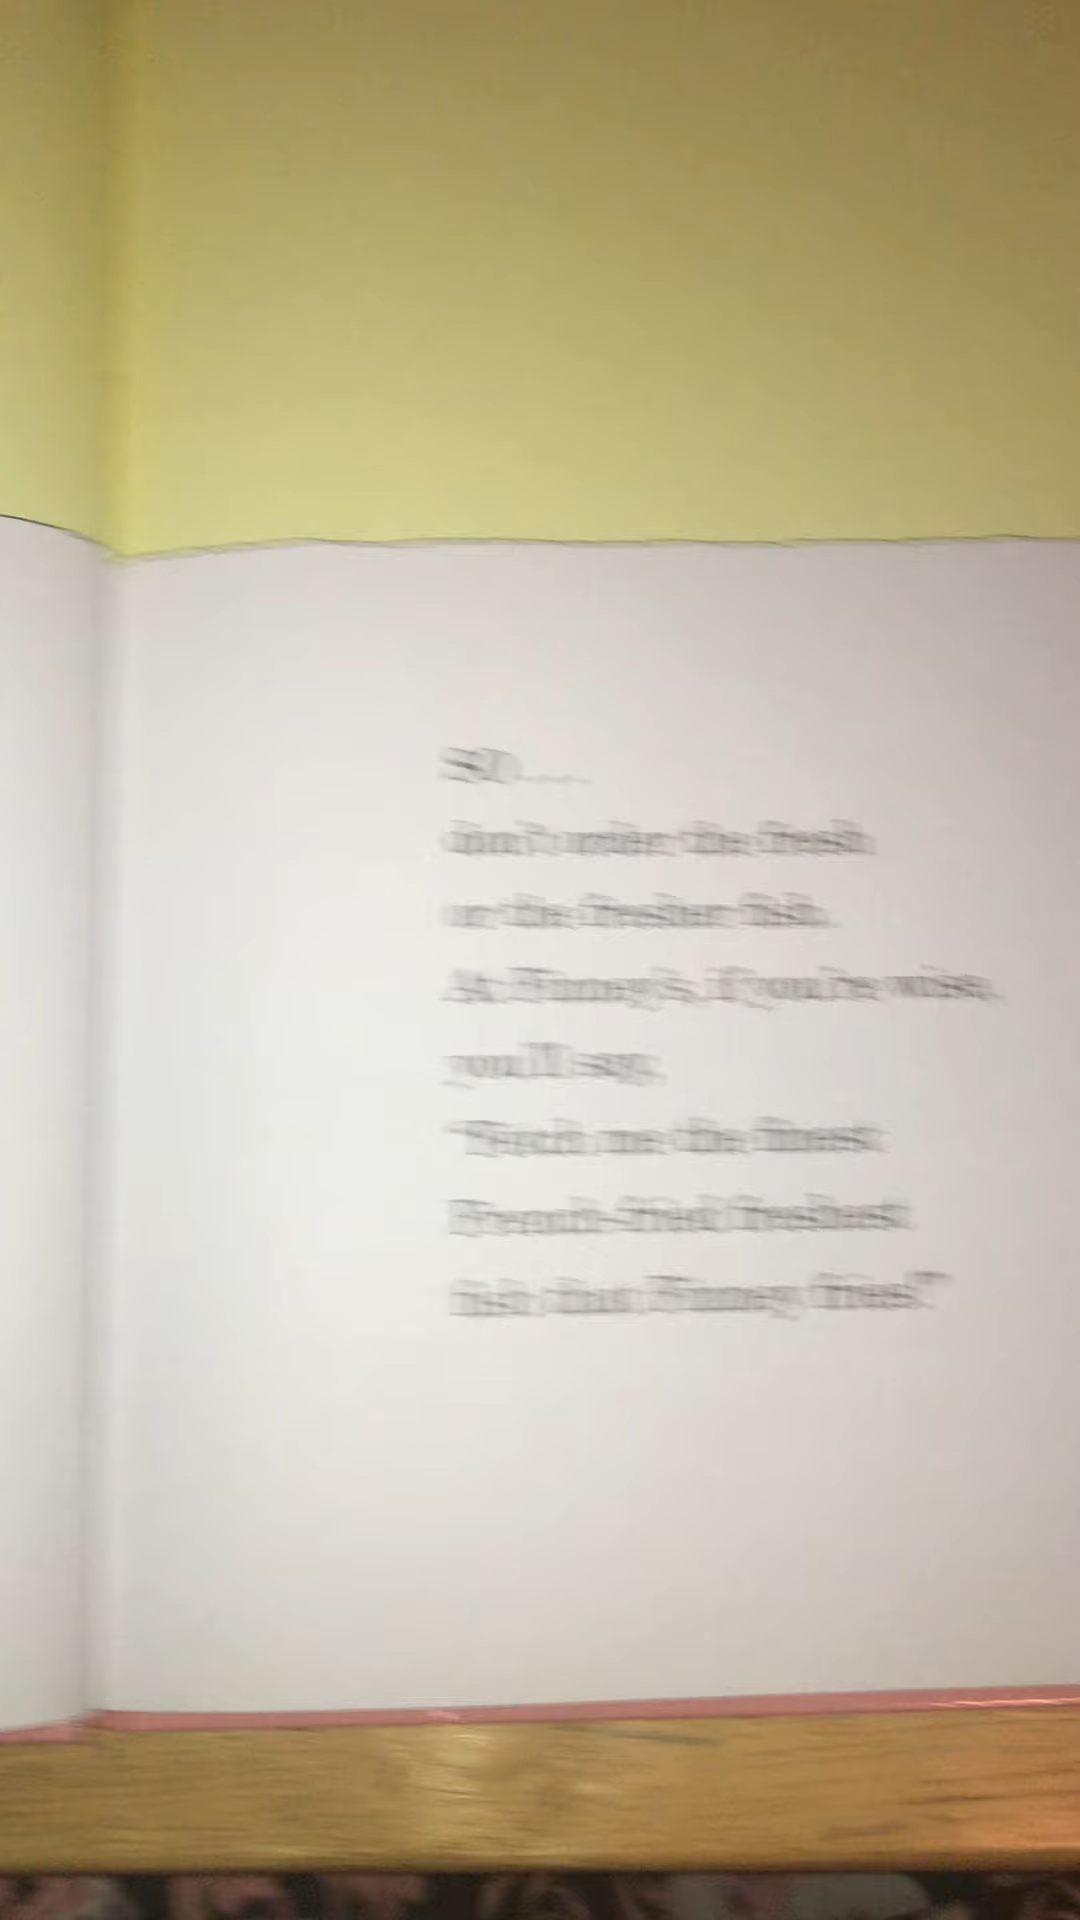 SO....
don't order the fresh
or the fresher fish.
At Finney's, if you're wise,
you'll say,
"Fetch me the finest
French-fried freshest
fish that Finney fries!"